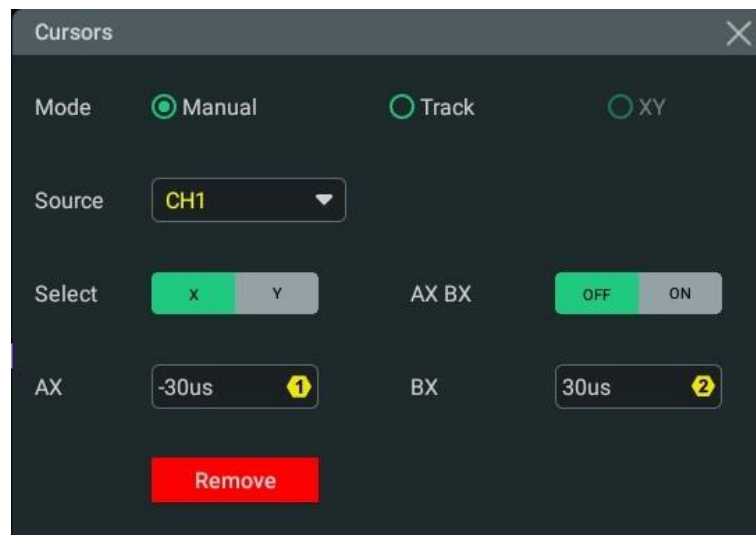 Cursors
Mode Manual Track XY
Source CH1
Select X Y AX BX OFF ON
AX -30us 1 BX 30us 2
Remove